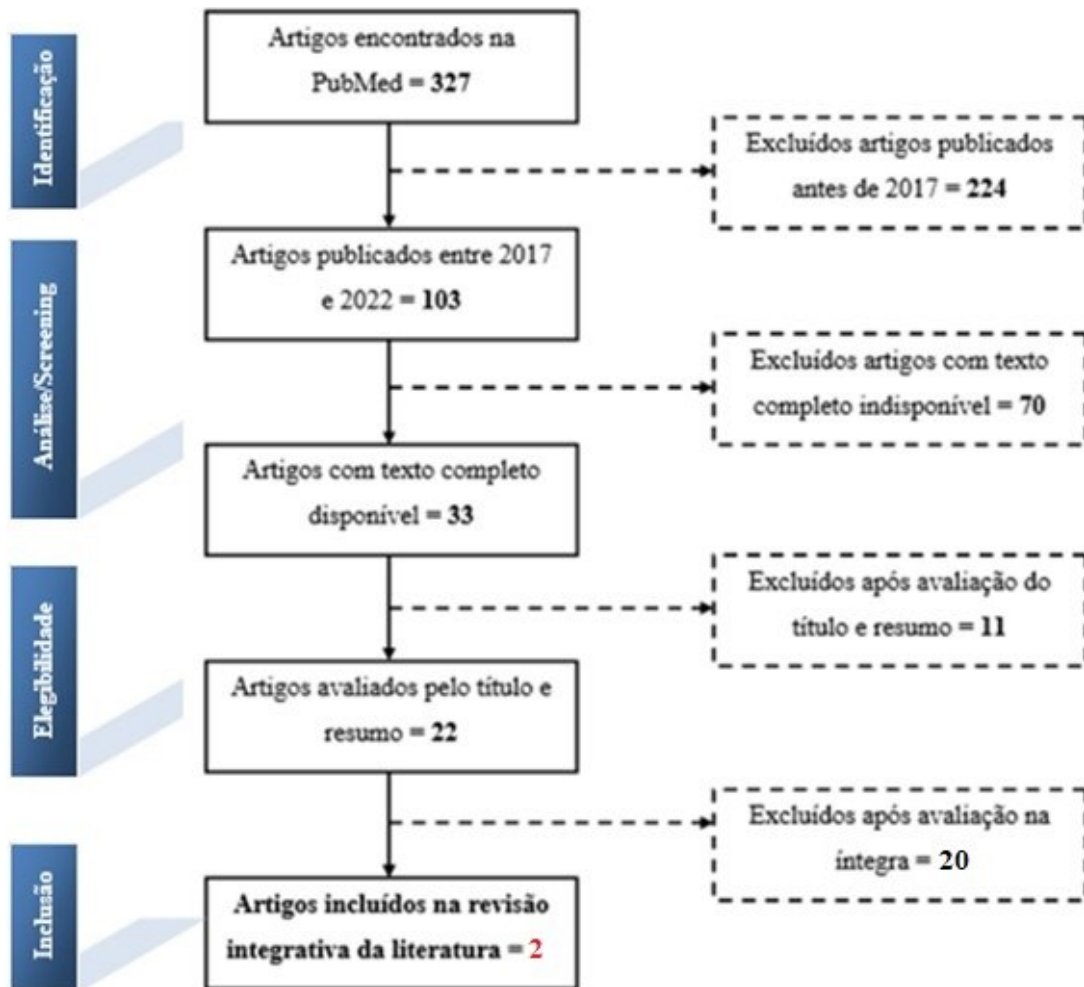 Identificação
Artigos encontrados na
PubMed = 327
Excluídos artigos publicados
antes de 2017 = 224
Análise/Screening
Artigos publicados entre 2017
e 2022 = 103
Excluídos artigos com texto
completo indisponível = 70
Artigos com texto completo
disponível = 33
Elegibilidade
Excluídos após avaliação do
título e resumo = 11
Artigos avaliados pelo título e
resumo = 22
Excluídos após avaliação na
íntegra = 20
Inclusão
Artigos incluídos na revisão
integrativa da literatura = 2